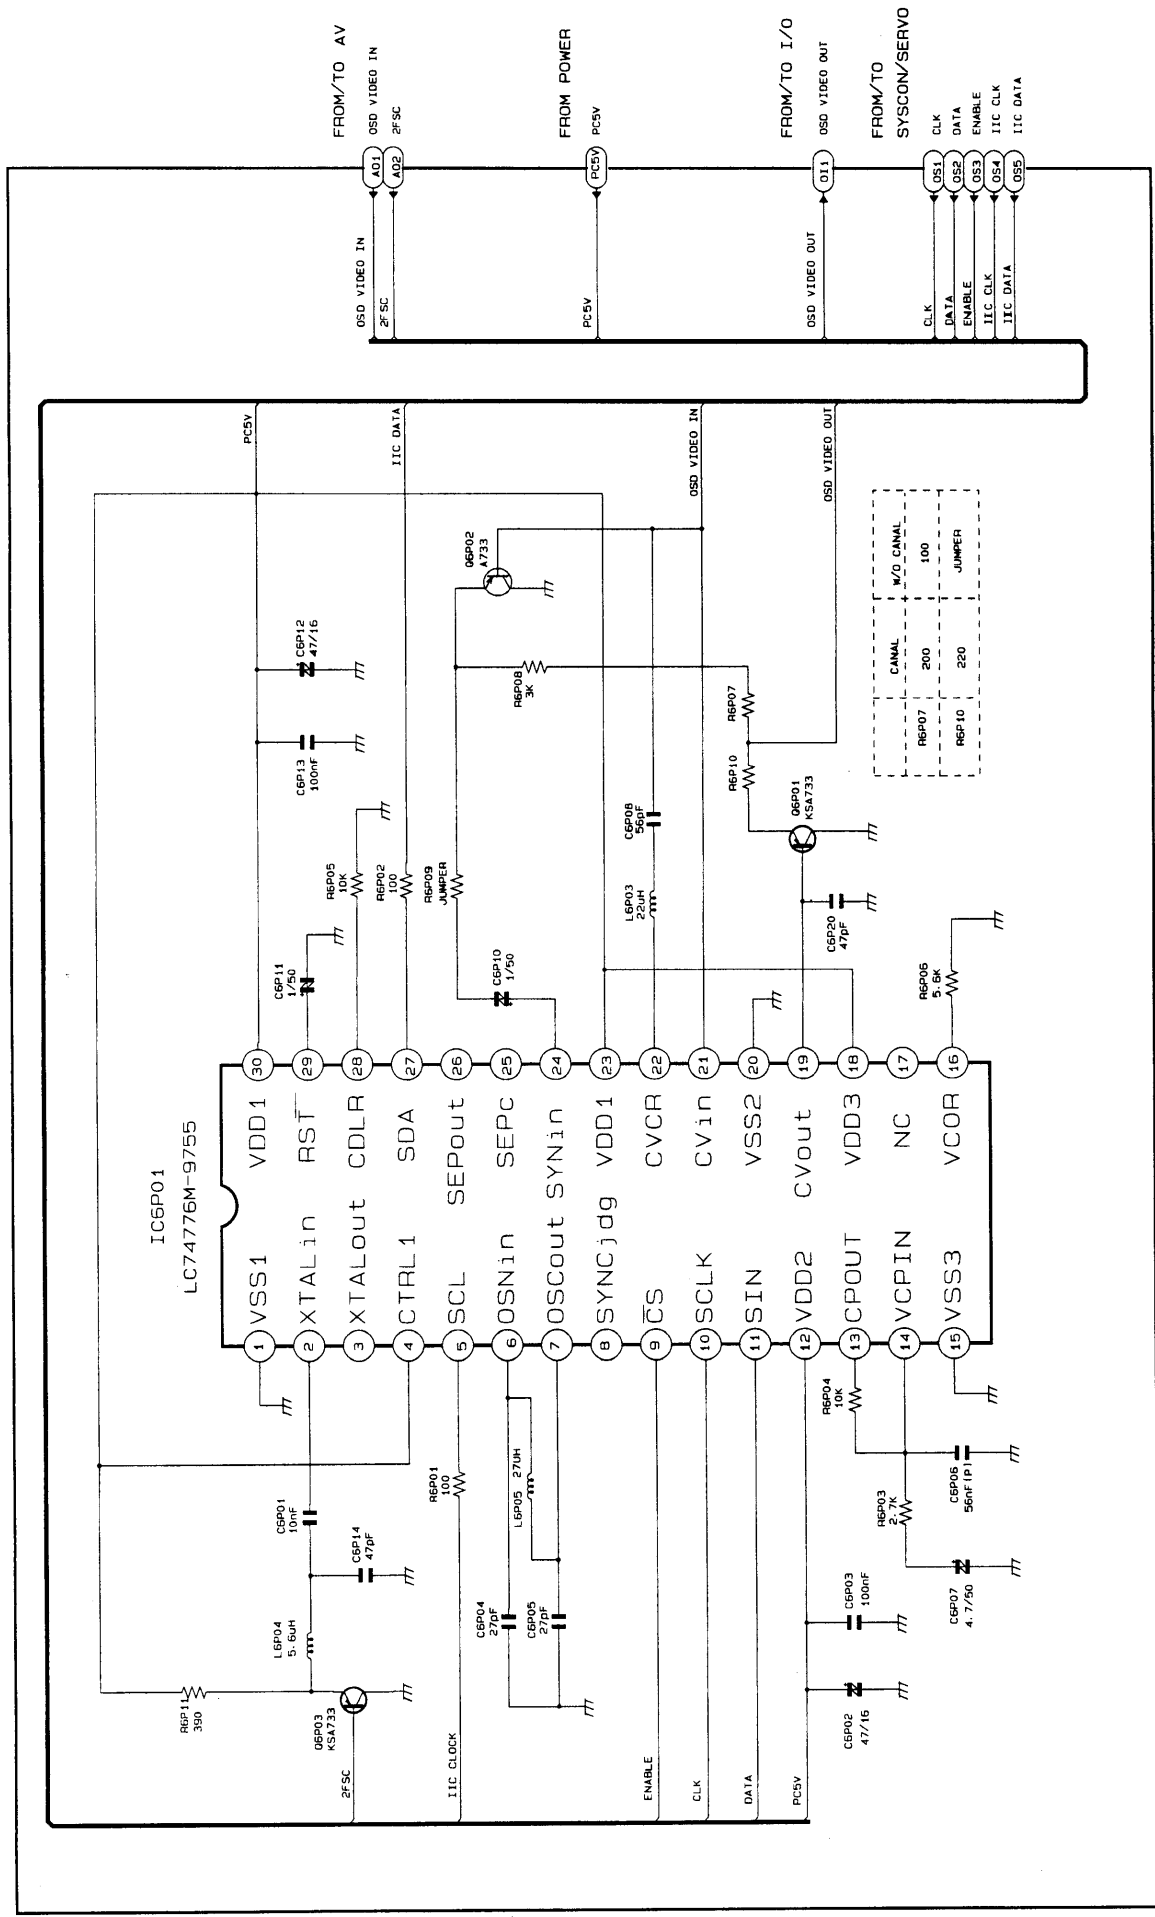 FROM/TO AV
OSD VIDEO IN
2FSC
AO1
AO2
OSD VIDEO IN
2FSC
FROM POWER
PC5V
PC5V
PC5V
FROM/TO I/O
OSD VIDEO OUT
OI1
OSD VIDEO OUT
FROM/TO
SYSCON/SERVO
CLK
DATA
ENABLE
IIC CLK
IIC DATA
OS1
OS2
OS3
OS4
OS5
CLK
DATA
ENABLE
IIC CLK
IIC DATA
PC5V
IIC DATA
OSD VIDEO IN
OSD VIDEO OUT
C6P12
47/16
C6P13
100nF
Q6P02
A733
R6P08
3K
R6P07
R6P10
CANAL W/O CANAL
R6P07 200 100
R6P10 220 JUMPER
C6P11
1/50
R6P05
10K
R6P02
100
R6P09
JUMPER
C6P10
1/50
C6P08
56pF
L6P03
22uH
Q6P01
KSA733
C6P20
47pF
R6P06
5.6K
IC6P01
LC74776M-9755
30 VDD1
29 RST
28 CDLR
27 SDA
26 SEPout
25 SEPc
24 SYNin
23 VDD1
22 CVCR
21 CVin
20 VSS2
19 CVout
18 VDD3
17 NC
16 VCOR
1 VSS1
2 XTALin
3 XTALout
4 CTRL1
5 SCL
6 OSNin
7 OSCout
8 SYNCjdg
9 CS
10 SCLK
11 SIN
12 VDD2
13 CPOUT
14 VCPIN
15 VSS3
C6P01
10nF
C6P14
47pF
L6P04
5.6uH
R6P11
390
Q6P03
KSA733
R6P01
100
L6P05 27UH
C6P04
27pF
C6P05
27pF
R6P04
10K
R6P03
2.7K
C6P06
56nF(P)
C6P07
4.7/50
C6P03
100nF
C6P02
47/16
2FSC
IIC CLOCK
ENABLE
CLK
DATA
PC5V